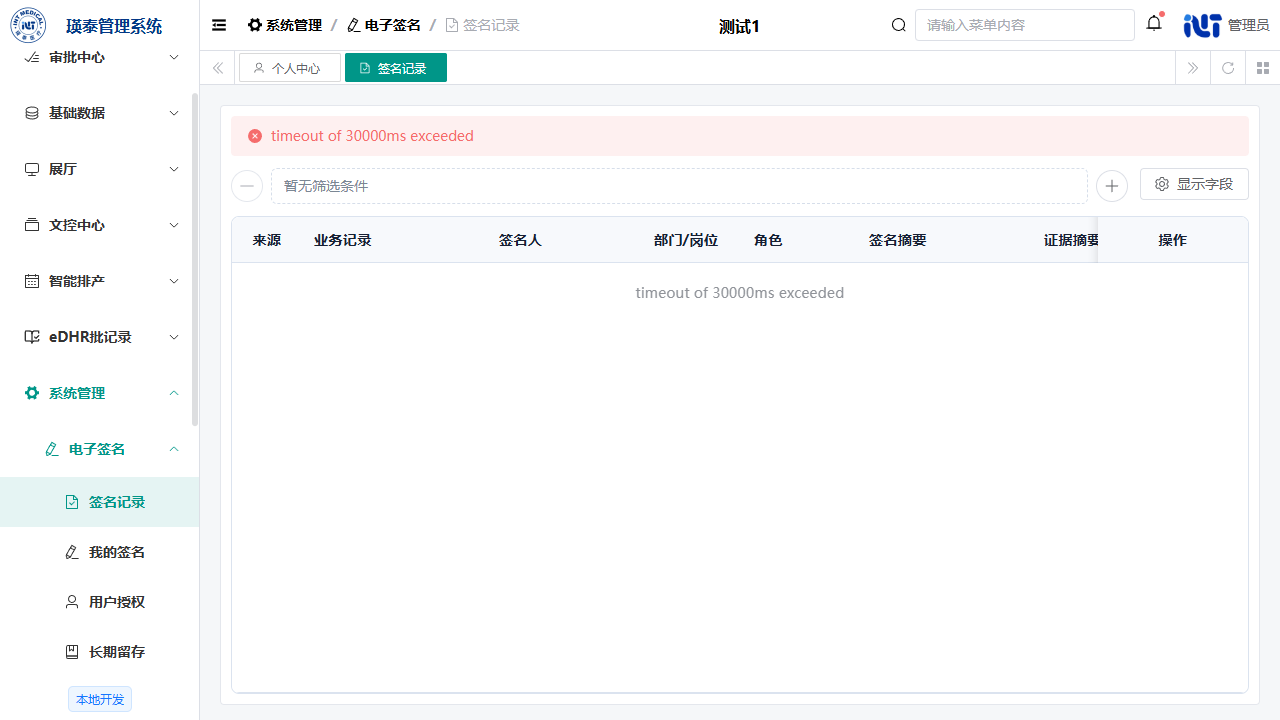 瑛泰管理系统
系统管理 / 电子签名 / 签名记录
测试1
请输入菜单内容
管理员
个人中心
签名记录
审批中心
基础数据
展厅
文控中心
智能排产
eDHR批记录
系统管理
电子签名
签名记录
我的签名
用户授权
长期留存
本地开发
timeout of 30000ms exceeded
暂无筛选条件
显示字段
来源 业务记录 签名人 部门/岗位 角色 签名摘要 证据摘要 操作
timeout of 30000ms exceeded